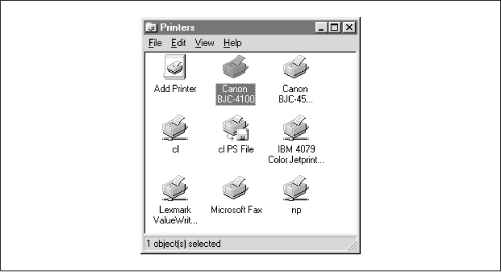 Printers
File Edit View Help
Add Printer
Canon
BJC-4100
Canon
BJC-45...
cl
cl PS File
IBM 4079
Color Jetprint...
Lexmark
ValueWrit...
Microsoft Fax
np
1 object(s) selected